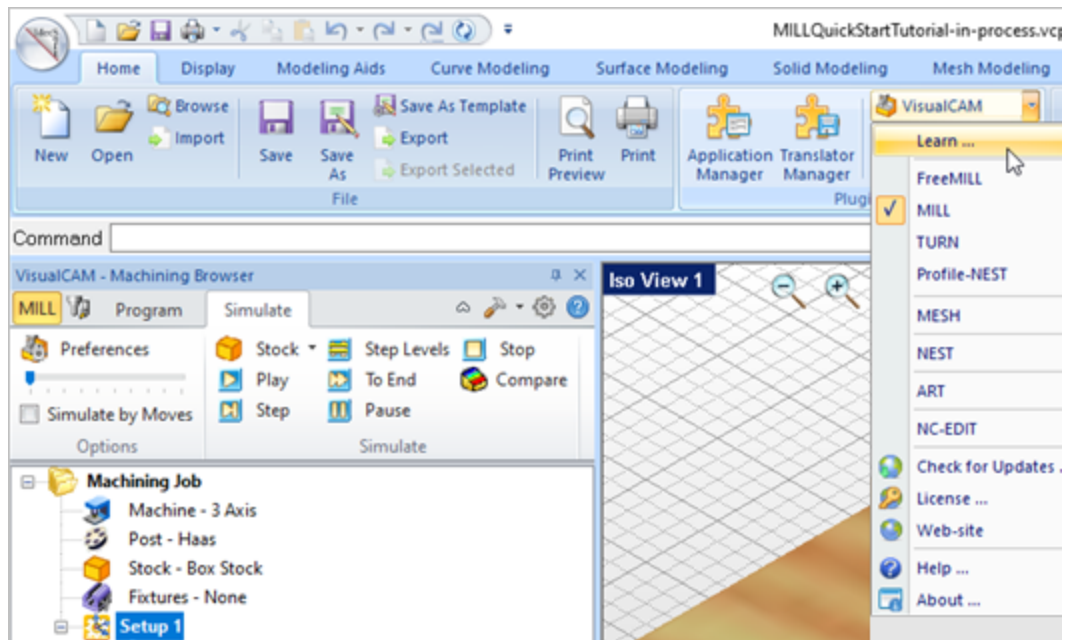 MILLQuickStartTutorial-in-process.vcp
Home Display Modeling Aids Curve Modeling Surface Modeling Solid Modeling Mesh Modeling
New
Open
Browse
Import
Save
Save As
Save As Template
Export
Export Selected
Print Preview
Print
File
Application Manager
Translator Manager
VisualCAM
Learn ...
FreeMILL
MILL
TURN
Profile-NEST
MESH
NEST
ART
NC-EDIT
Check for Updates .
License ...
Web-site
Help ...
About ...
Command
VisualCAM - Machining Browser
MILL Program Simulate
Preferences
Simulate by Moves
Options
Stock Step Levels Stop
Play To End Compare
Step Pause
Simulate
Machining Job
Machine - 3 Axis
Post - Haas
Stock - Box Stock
Fixtures - None
Setup 1
Iso View 1